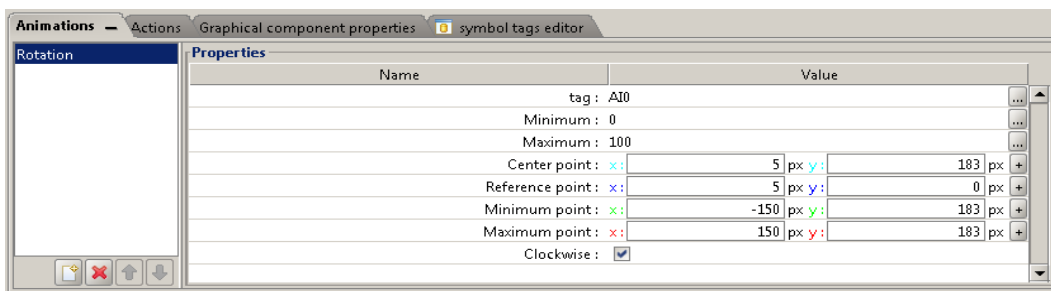 Animations Actions Graphical component properties symbol tags editor
Rotation
Properties
Name Value
tag : AI0 ...
Minimum : 0 ...
Maximum : 100 ...
Center point : x : 5 px y : 183 px +
Reference point : x : 5 px y : 0 px +
Minimum point : x : -150 px y : 183 px +
Maximum point : x : 150 px y : 183 px +
Clockwise :